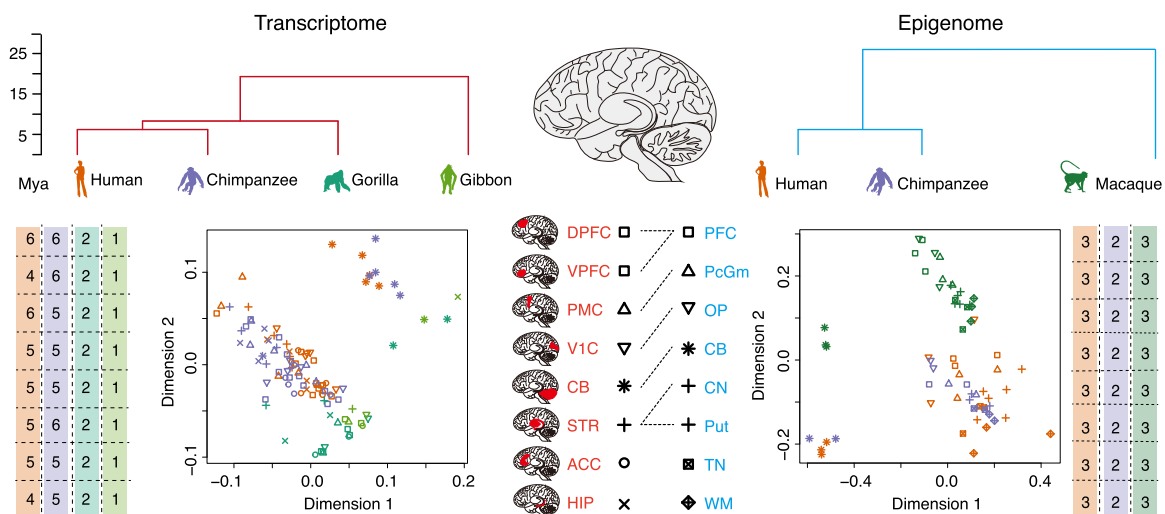 Transcriptome
Epigenome
25
15
5
Mya
Human
Chimpanzee
Gorilla
Gibbon
Human
Chimpanzee
Macaque
6 6 2 1
4 6 2 1
6 5 2 1
5 5 2 1
5 5 2 1
5 6 2 1
5 5 2 1
4 5 2 1
Dimension 2
0.1
0.0
−0.1
−0.1 0.0 0.1 0.2
Dimension 1
DPFC PFC
VPFC PcGm
PMC OP
V1C CB
CB CN
STR Put
ACC TN
HIP WM
Dimension 2
0.2
0.0
−0.2
−0.4 0.0 0.4
Dimension 1
3 2 3
3 2 3
3 2 3
3 2 3
3 2 3
3 2 3
3 2 3
3 2 3